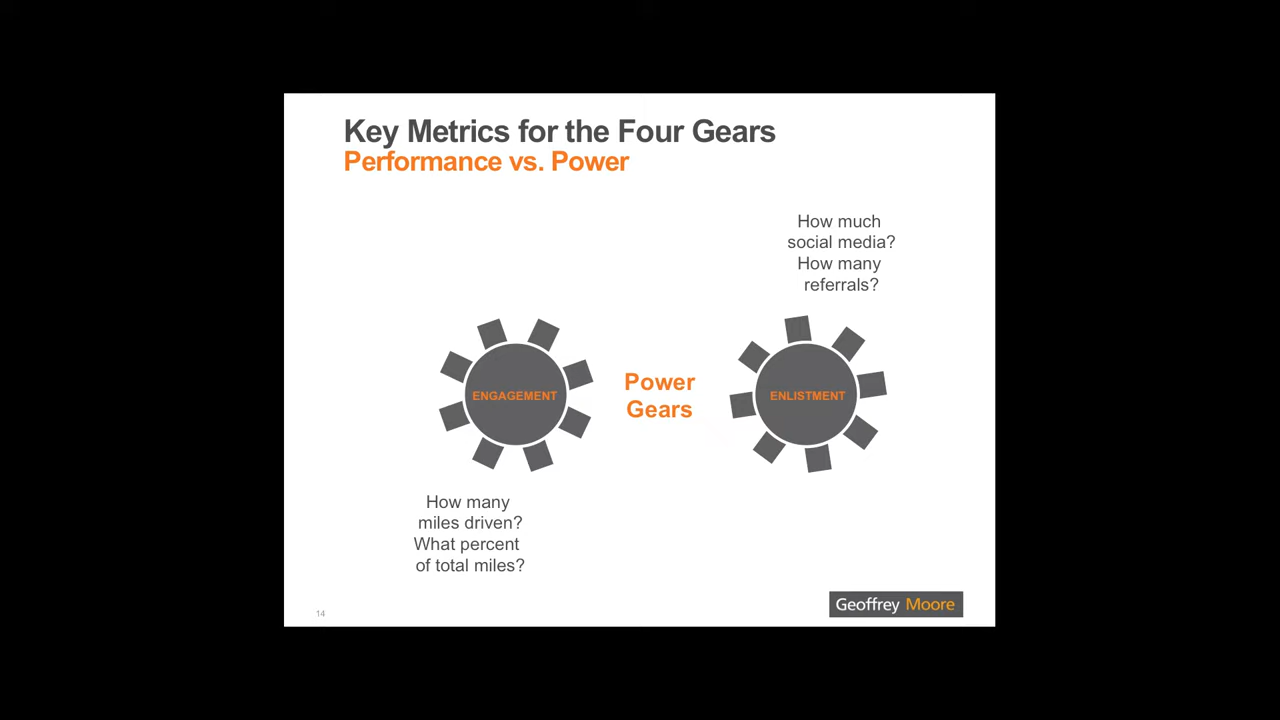 Key Metrics for the Four Gears
Performance vs. Power
How much
social media?
How many
referrals?
ENGAGEMENT
Power
Gears
ENLISTMENT
How many
miles driven?
What percent
of total miles?
14
Geoffrey Moore